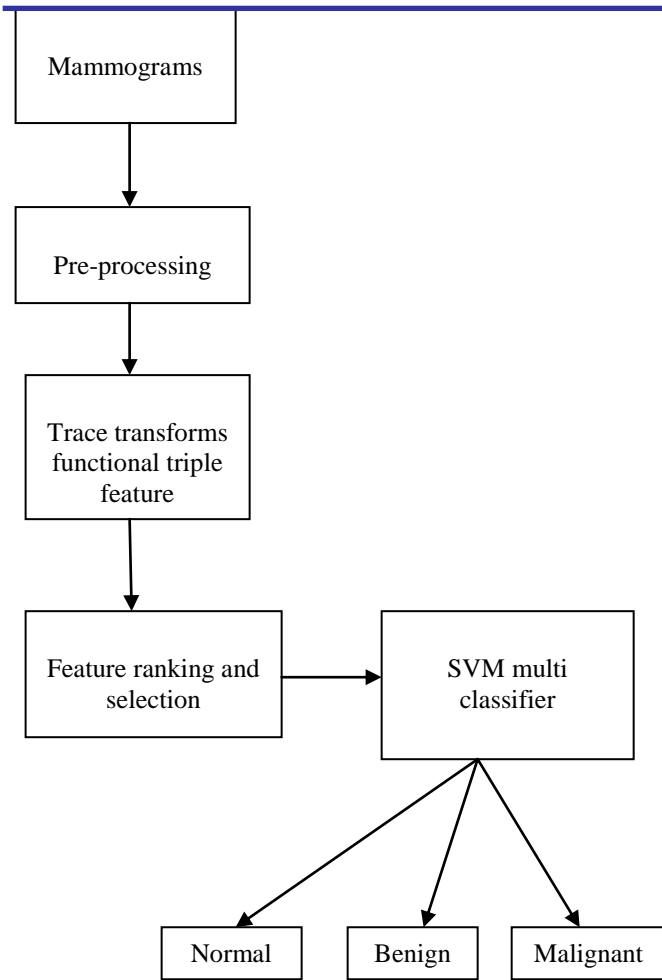 Mammograms
Pre-processing
Trace transforms
functional triple
feature
Feature ranking and
selection
SVM multi
classifier
Normal
Benign
Malignant